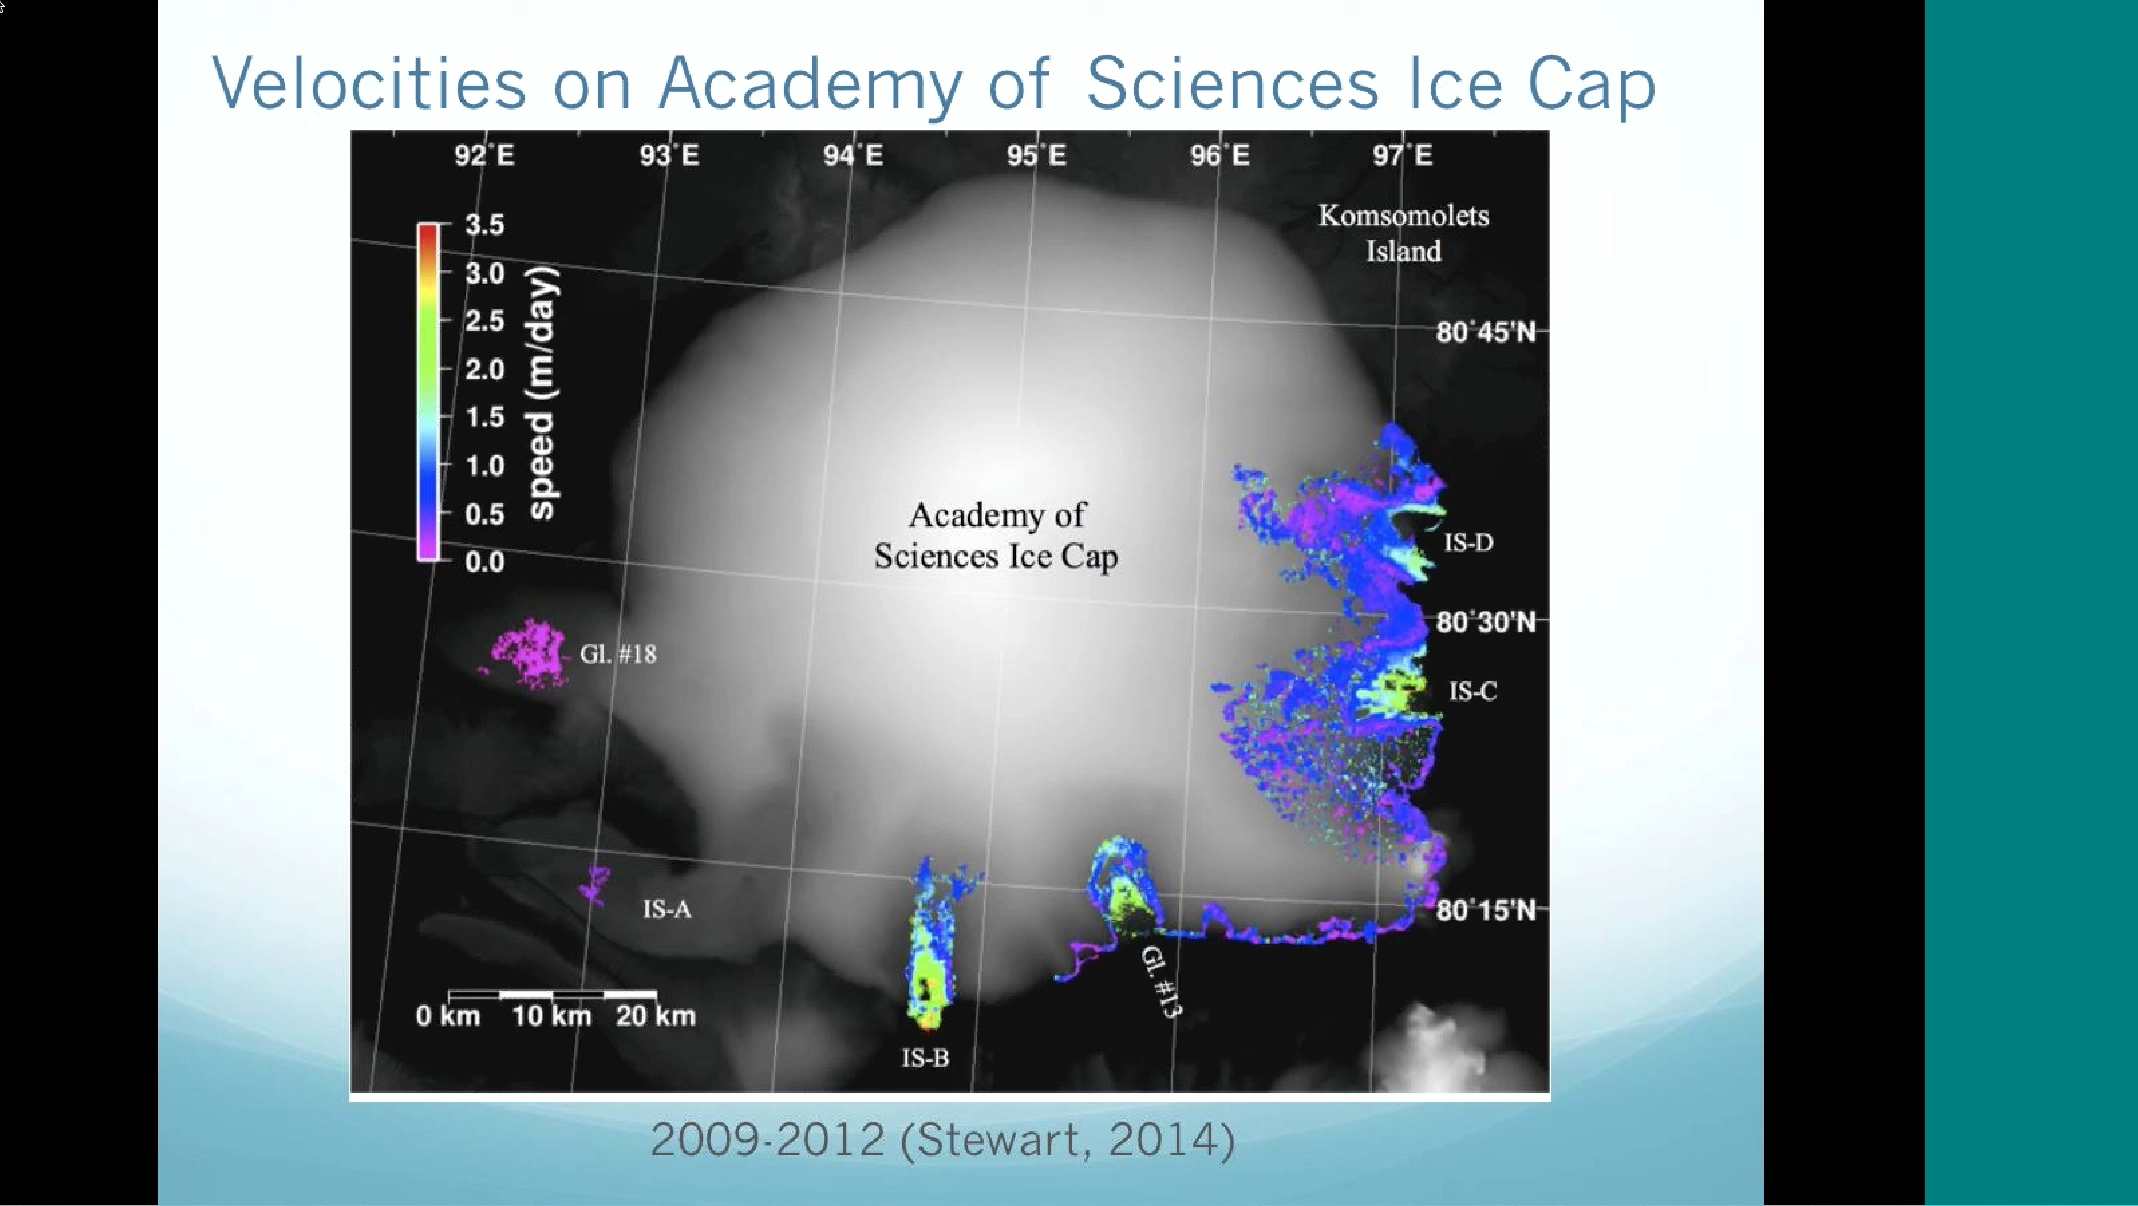 Velocities on Academy of Sciences Ice Cap
92°E 93°E 94°E 95°E 96°E 97°E
Komsomolets
Island
3.5
3.0
2.5
2.0
1.5
1.0
0.5
0.0
speed (m/day)
80°45'N
Academy of
Sciences Ice Cap
IS-D
80°30'N
Gl. #18
IS-C
IS-A
80°15'N
Gl. #13
0 km 10 km 20 km
IS-B
2009-2012 (Stewart, 2014)